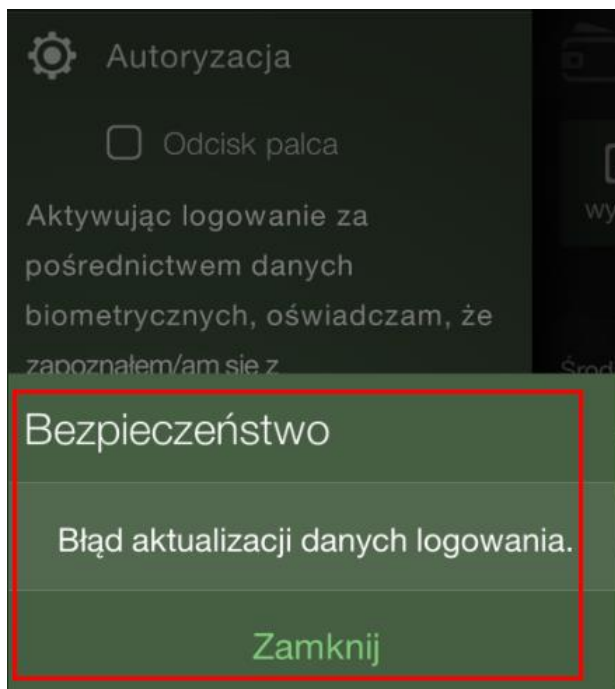 Autoryzacja
Odcisk palca
Aktywując logowanie za
pośrednictwem danych
biometrycznych, oświadczam, że
zapoznałem/am się z
Bezpieczeństwo
Błąd aktualizacji danych logowania.
Zamknij